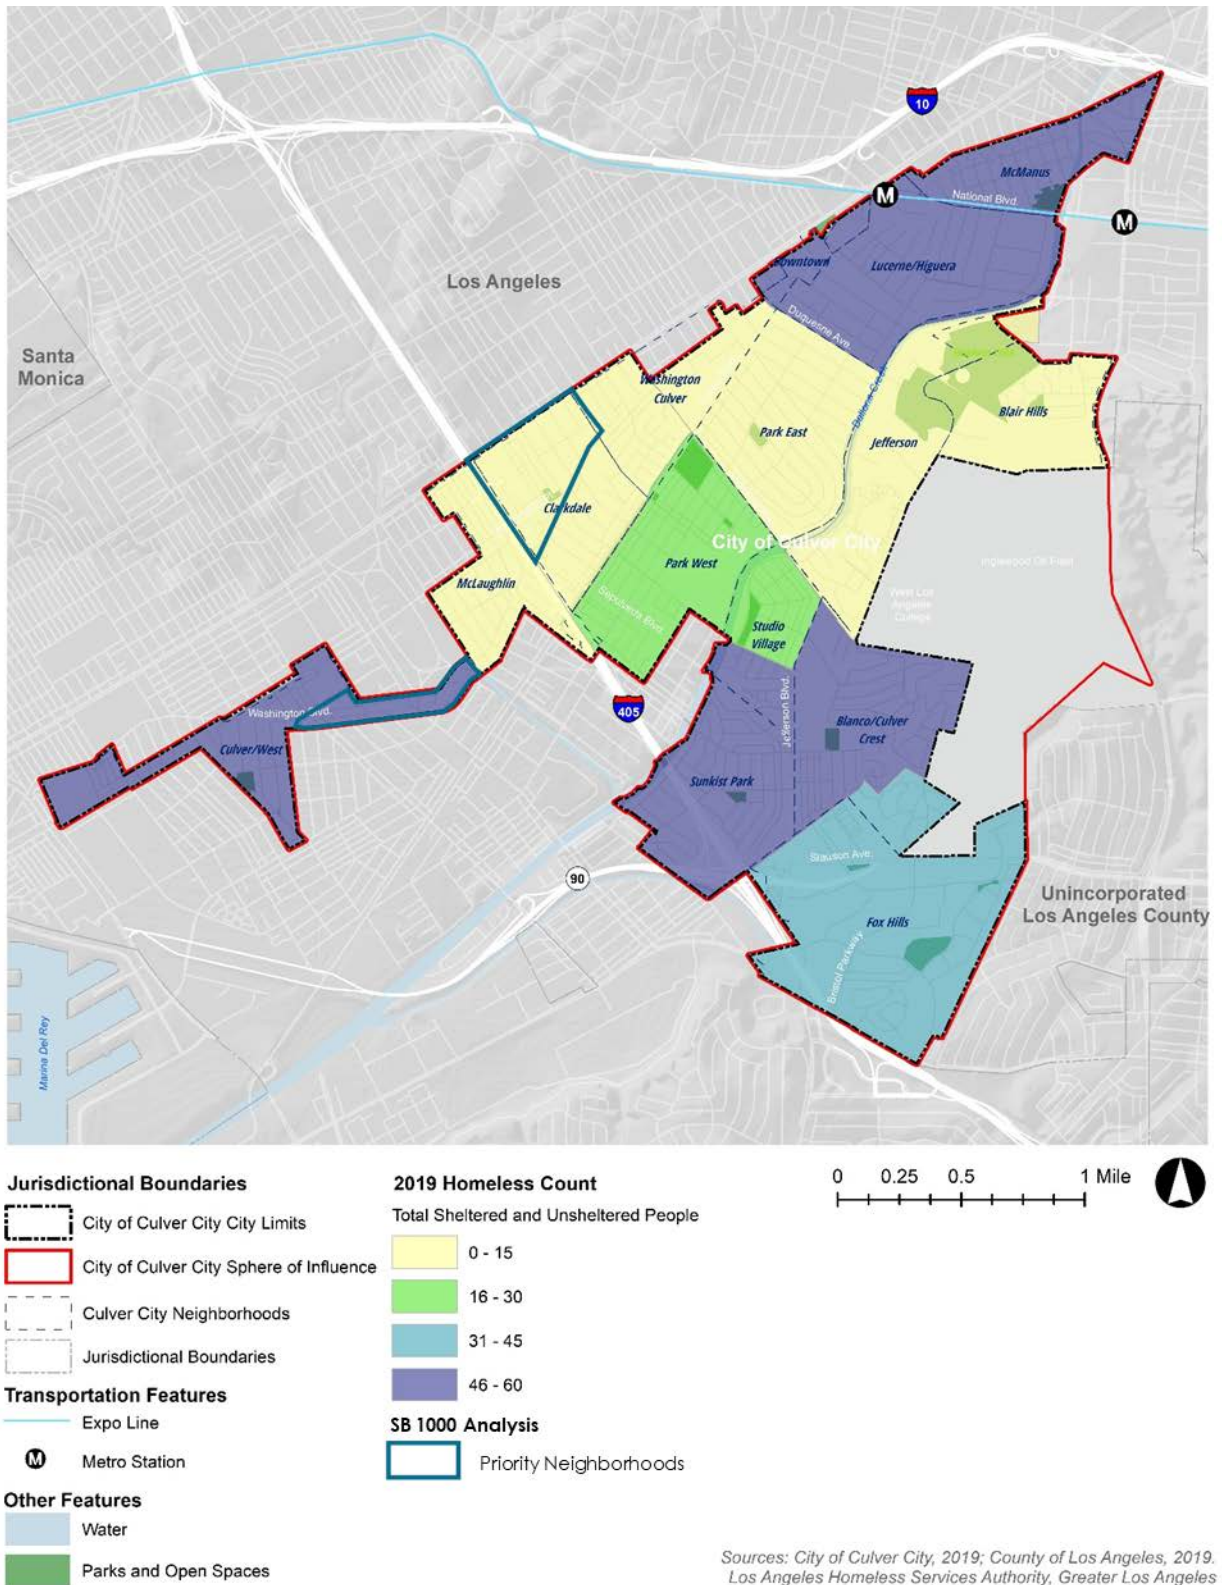 10
McManus
National Blvd.
M
M
Downtown
Lucerne/Higuera
Los Angeles
Duquesne Ave.
Santa
Monica
Washington
Culver
Ballona Creek
Blair Hills
Park East
Jefferson
Clarkdale
City of Culver City
Park West
Inglewood Oil Field
McLaughlin
Sepulveda Blvd.
West Los
Angeles
College
Studio
Village
405
Washington Blvd.
Jefferson Blvd.
Culver/West
Blanco/Culver
Crest
Sunkist Park
Slauson Ave.
90
Unincorporated
Los Angeles County
Fox Hills
Bristol Parkway
Marina Del Rey
Jurisdictional Boundaries
City of Culver City City Limits
City of Culver City Sphere of Influence
Culver City Neighborhoods
Jurisdictional Boundaries
Transportation Features
Expo Line
M
Metro Station
Other Features
Water
Parks and Open Spaces
2019 Homeless Count
Total Sheltered and Unsheltered People
0 - 15
16 - 30
31 - 45
46 - 60
SB 1000 Analysis
Priority Neighborhoods
0 0.25 0.5 1 Mile
Sources: City of Culver City, 2019; County of Los Angeles, 2019.
Los Angeles Homeless Services Authority, Greater Los Angeles